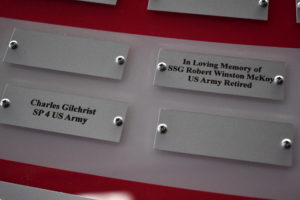 In Loving Memory of
SSG Robert Winston McKoy
US Army Retired
Charles Gilchrist
SP 4 US Army